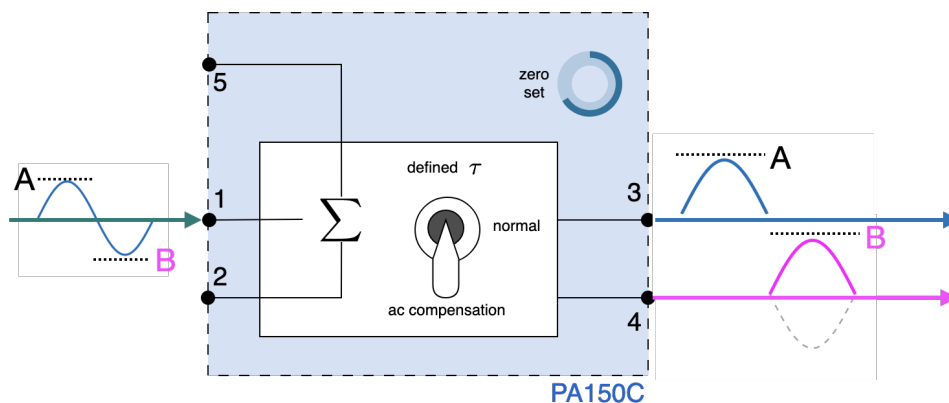 5
zero
set
defined τ
A
A
1
3
Σ
normal
B
B
2
ac compensation
4
PA150C